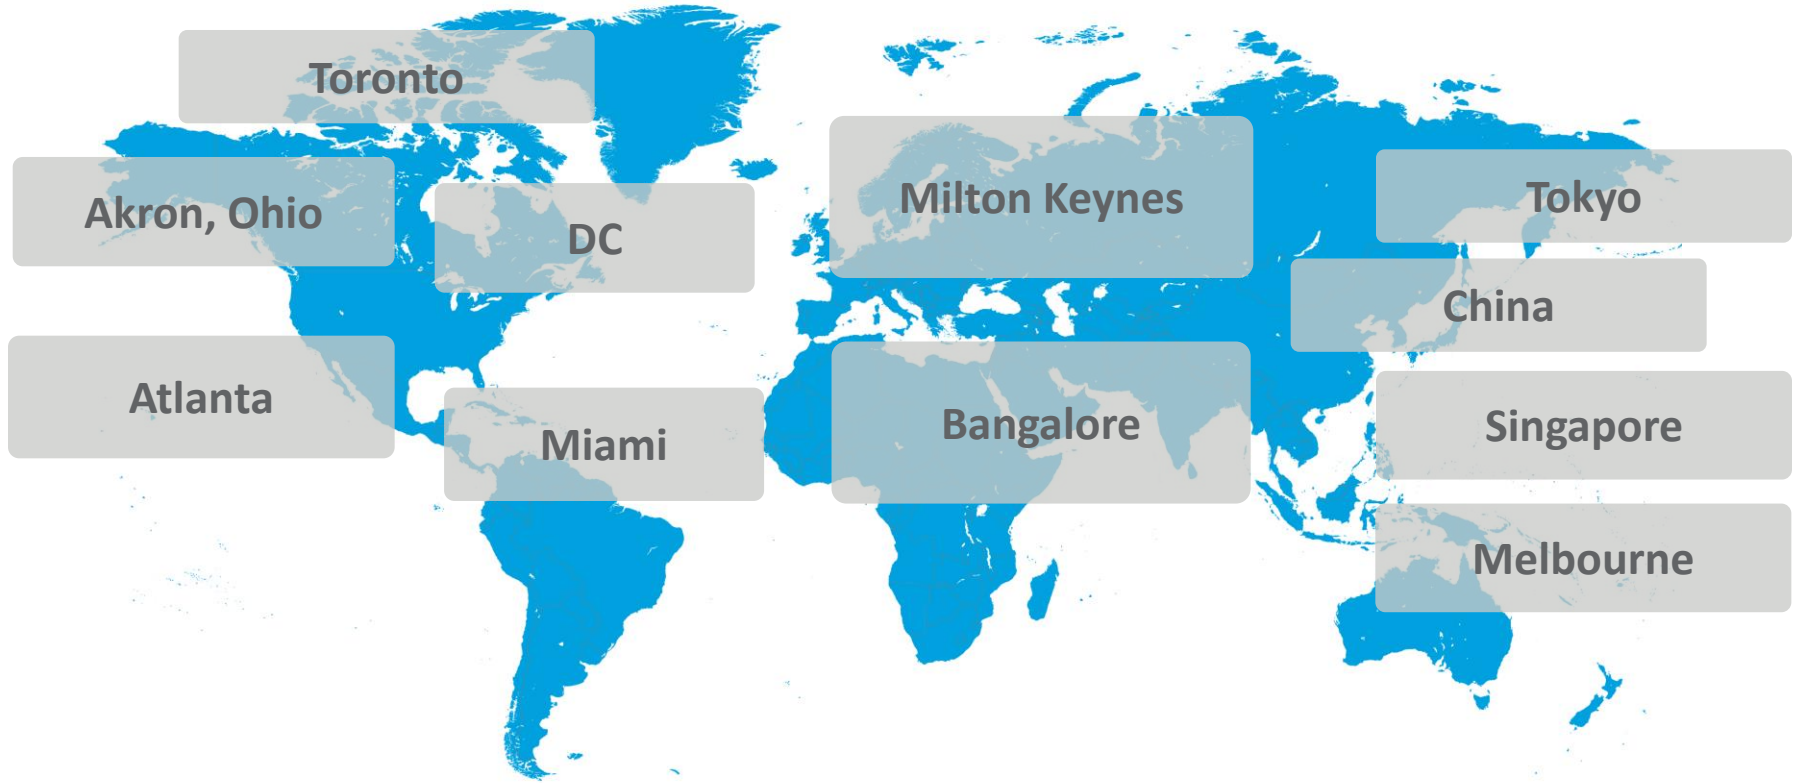 Toronto
Akron, Ohio
DC
Milton Keynes
Tokyo
China
Atlanta
Miami
Bangalore
Singapore
Melbourne